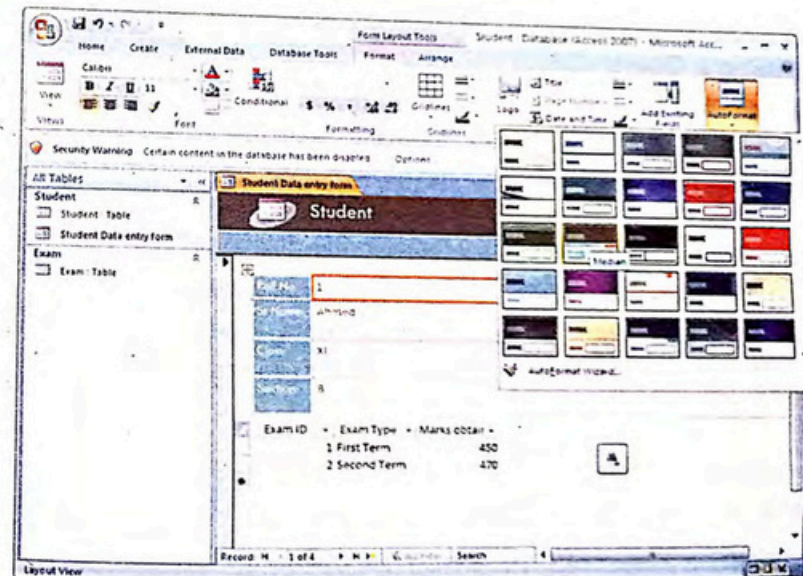 Form Layout Tools
Student : Database (Access 2007) - Microsoft Acc...
Home Create External Data Database Tools Format Arrange
View
Calibri
B I U 11
Conditional
$ % ,
Gridlines
Logo
Title
Page Numbers
Date and Time
Add Existing Fields
AutoFormat
Views Font Formatting Gridlines
Security Warning Certain content in the database has been disabled Options
All Tables
Student
Student : Table
Student Data entry form
Exam
Exam : Table
Student Data entry form
Student
Median
AutoFormat Wizard...
Roll No 1
Ahmed
Class XI
Section B
Exam ID Exam Type Marks obtair
1 First Term 450
2 Second Term 470
Record: 1 of 4 Search
Layout View